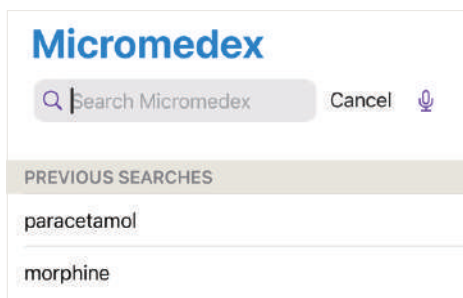 Micromedex
Search Micromedex Cancel
PREVIOUS SEARCHES
paracetamol
morphine